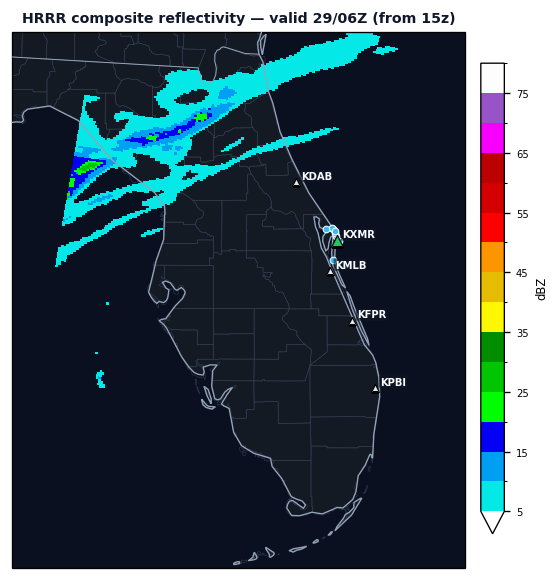 HRRR composite reflectivity — valid 29/06Z (from 15z)
KDAB
KXMR
KMLB
KFPR
KPBI
75
65
55
45
35
25
15
5
dBZ